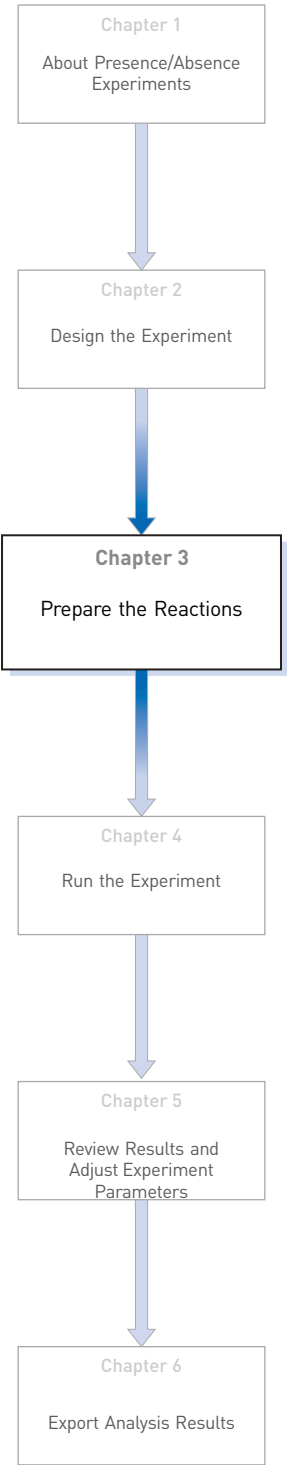 Chapter 1
About Presence/Absence
Experiments
Chapter 2
Design the Experiment
Chapter 3
Prepare the Reactions
Chapter 4
Run the Experiment
Chapter 5
Review Results and
Adjust Experiment
Parameters
Chapter 6
Export Analysis Results